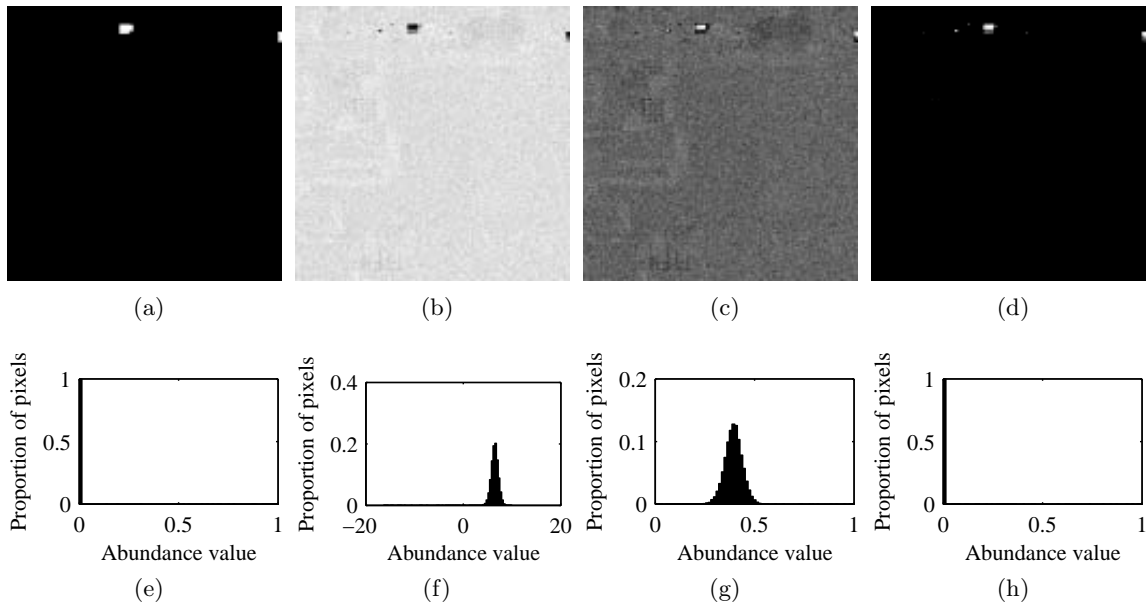 (a) (b) (c) (d)
Proportion of pixels
1
0.5
0
0 0.5 1
Abundance value
(e)
Proportion of pixels
0.4
0.2
0
−20 0 20
Abundance value
(f)
Proportion of pixels
0.2
0.1
0
0 0.5 1
Abundance value
(g)
Proportion of pixels
1
0.5
0
0 0.5 1
Abundance value
(h)